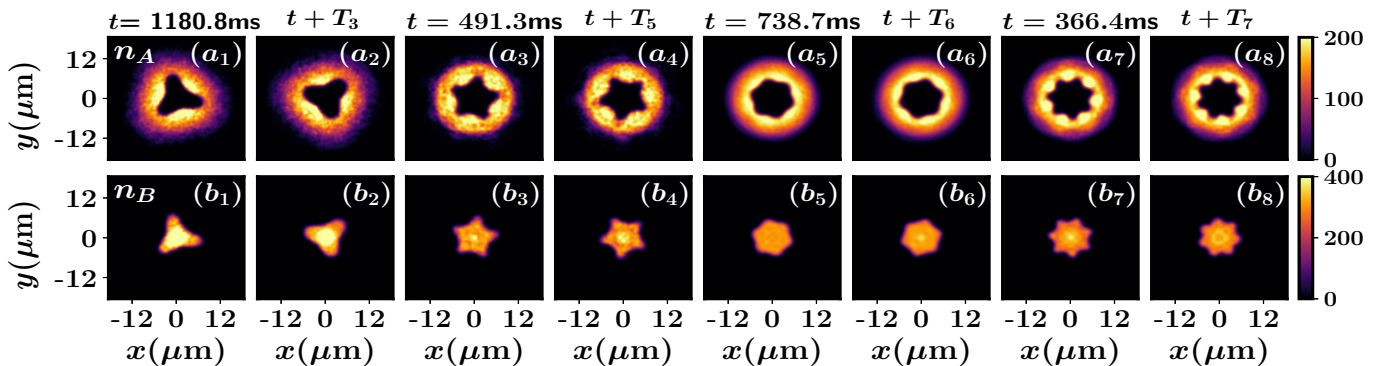 t = 1180.8ms t + T₃ t = 491.3ms t + T₅ t = 738.7ms t + T₆ t = 366.4ms t + T₇
n_A (a₁) (a₂) (a₃) (a₄) (a₅) (a₆) (a₇) (a₈)
y(μm)
12
0
-12
200
100
0
n_B (b₁) (b₂) (b₃) (b₄) (b₅) (b₆) (b₇) (b₈)
y(μm)
12
0
-12
400
200
0
-12 0 12 -12 0 12 -12 0 12 -12 0 12 -12 0 12 -12 0 12 -12 0 12 -12 0 12
x(μm) x(μm) x(μm) x(μm) x(μm) x(μm) x(μm) x(μm)